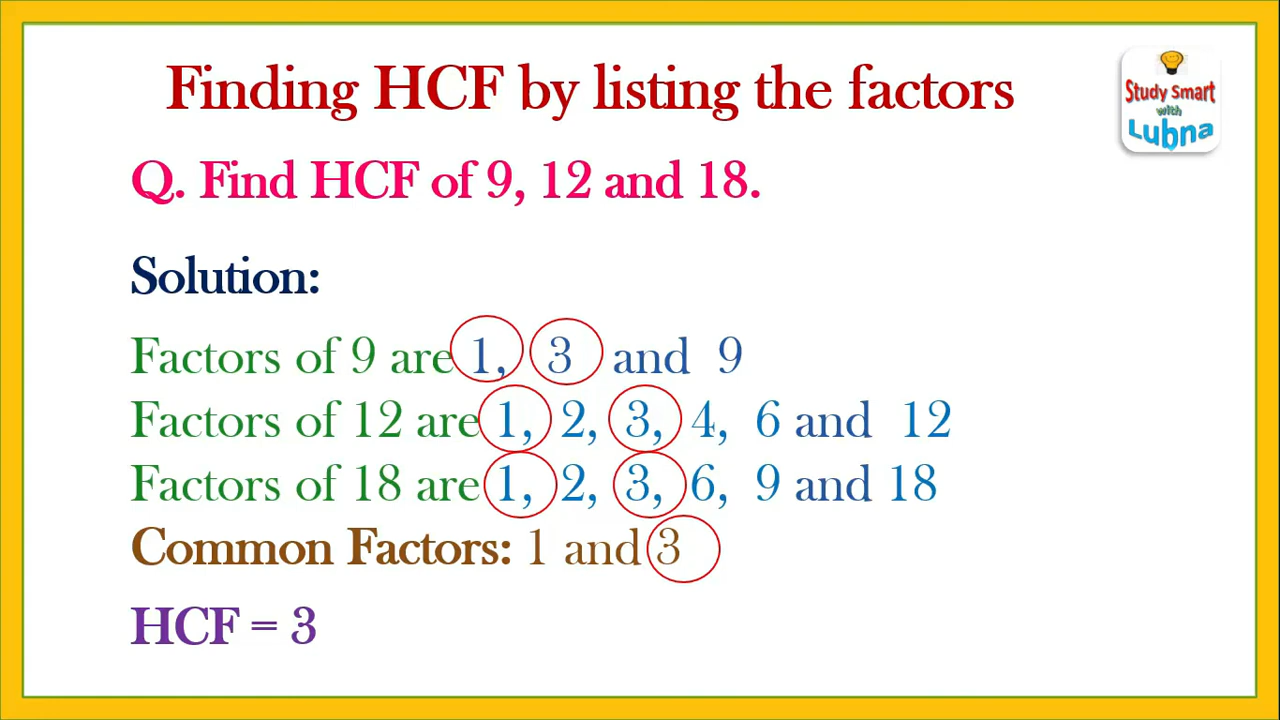 Finding HCF by listing the factors
Study Smart
with
Lubna
Q. Find HCF of 9, 12 and 18.
Solution:
Factors of 9 are 1, 3 and 9
Factors of 12 are 1, 2, 3, 4, 6 and 12
Factors of 18 are 1, 2, 3, 6, 9 and 18
Common Factors: 1 and 3
HCF = 3